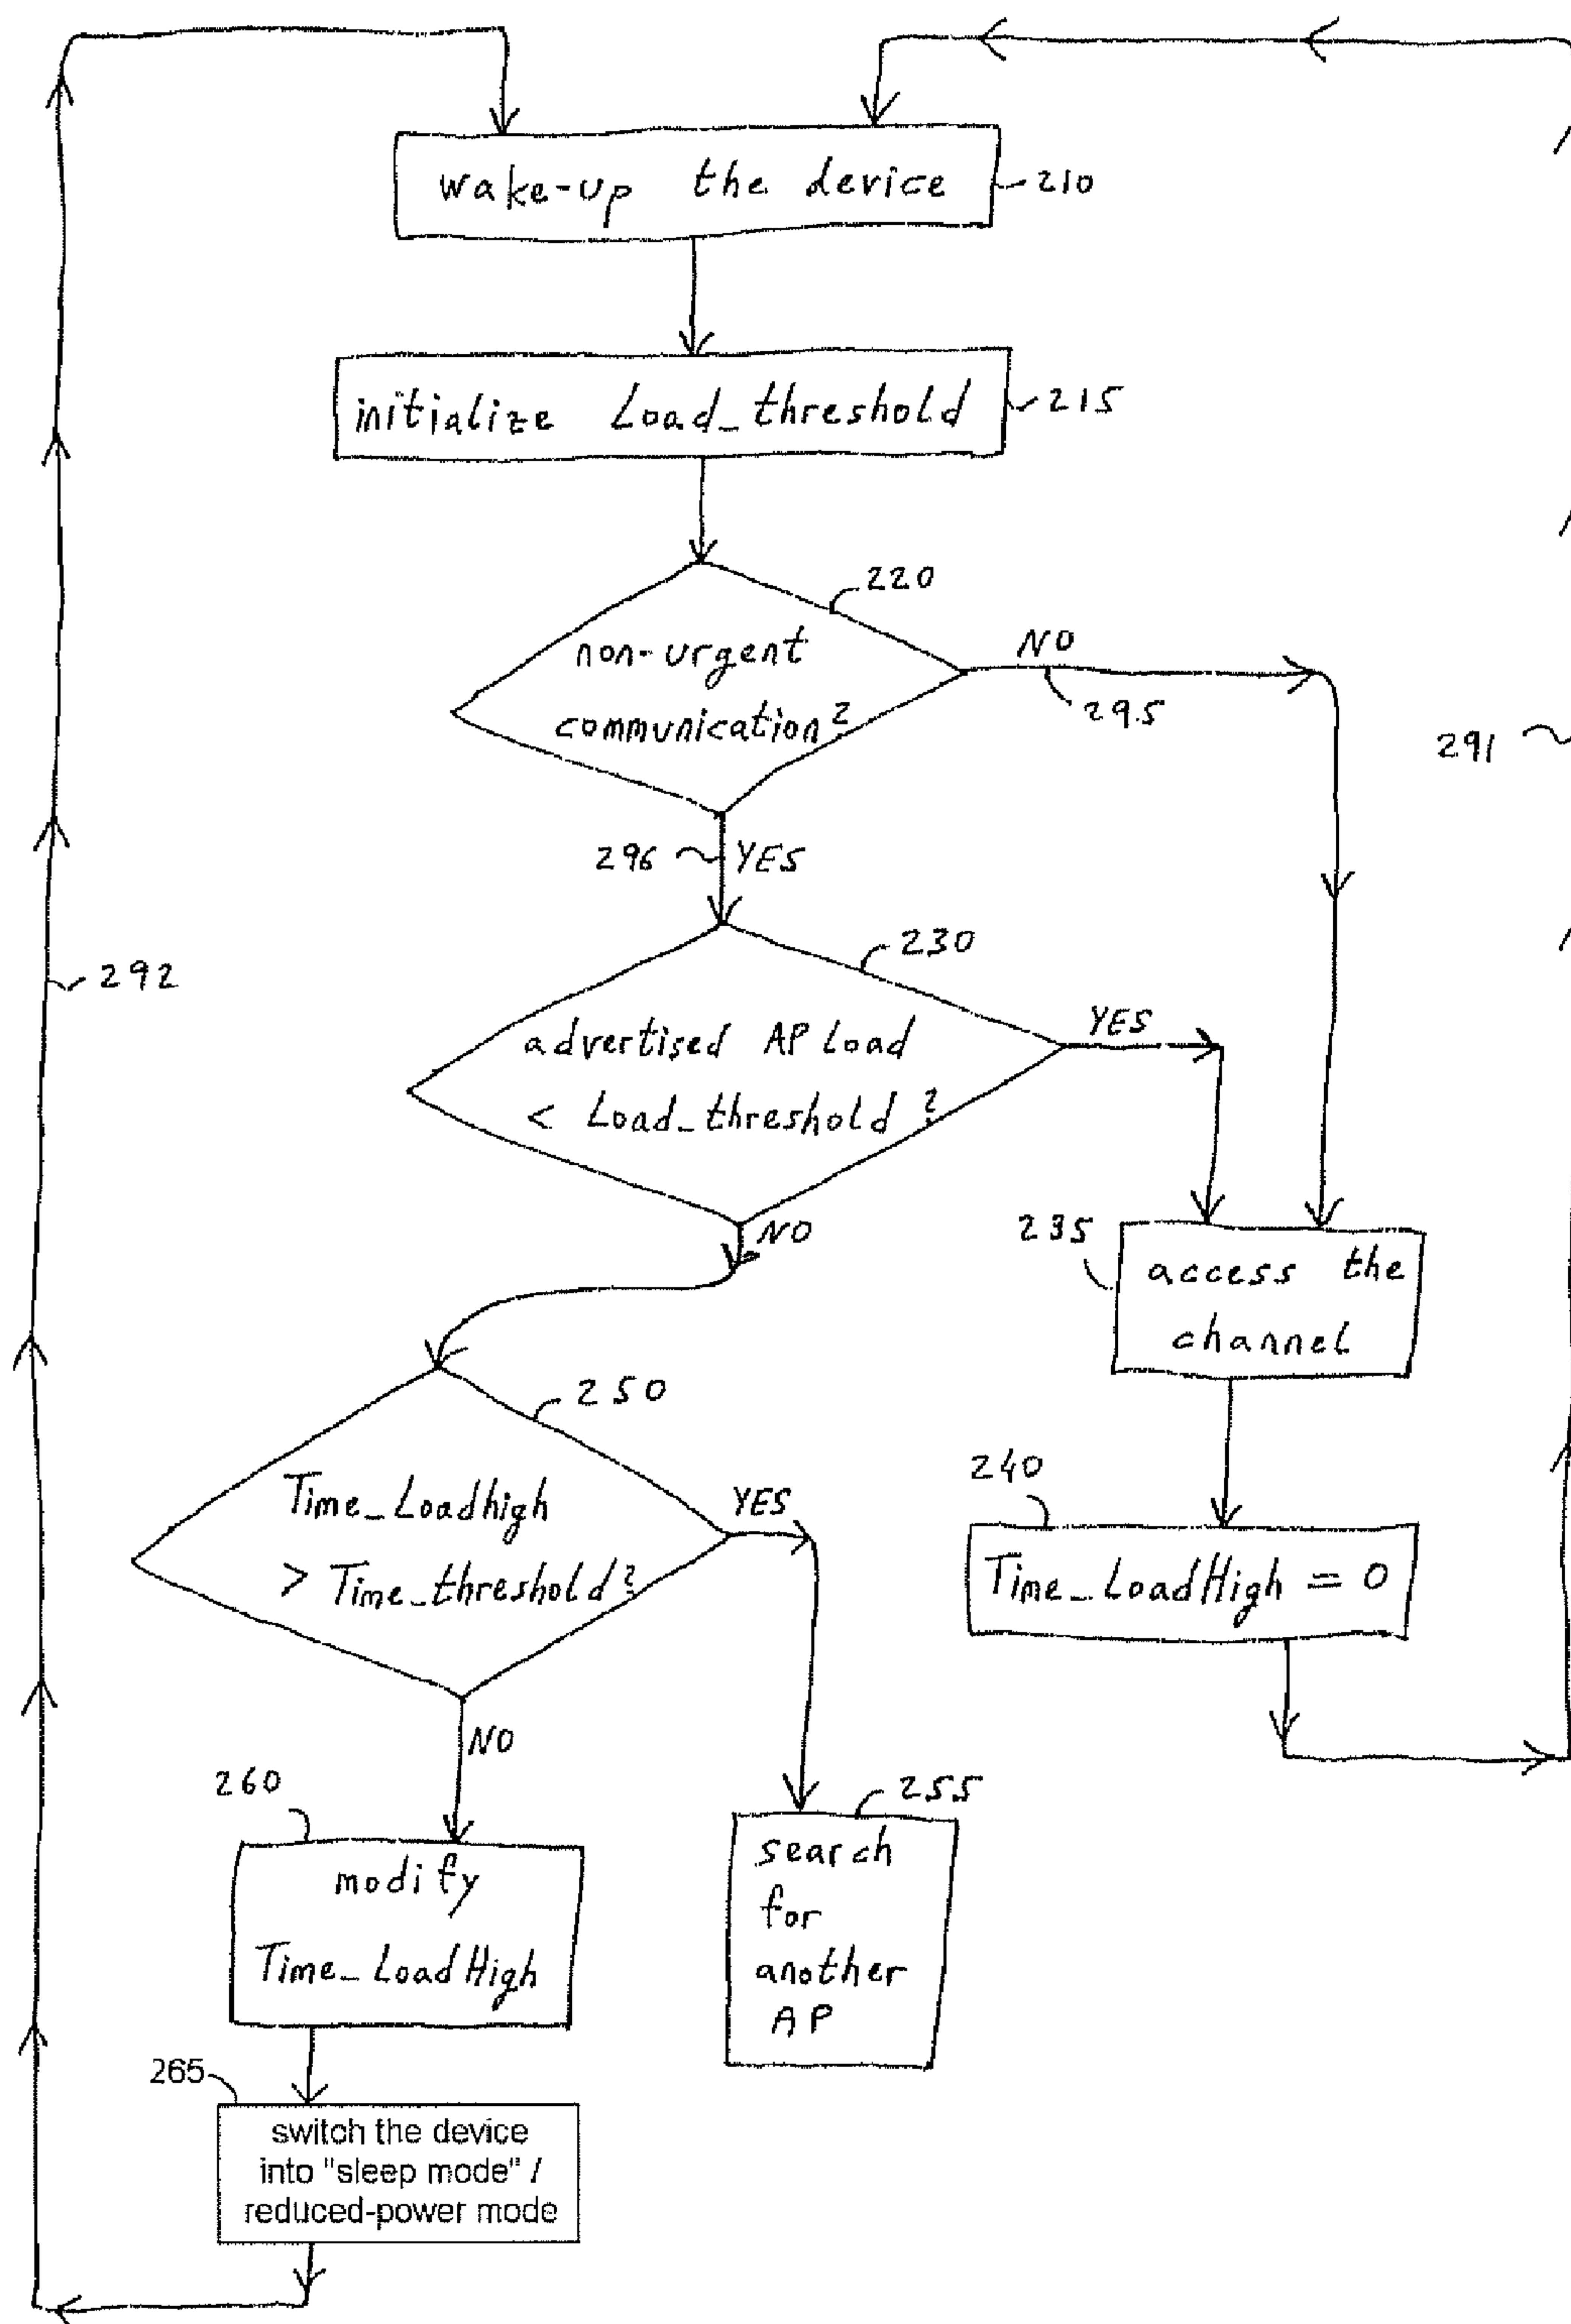 wake-up the device
210
initialize Load_threshold
215
220
non-urgent
communication?
NO
295
291
296
YES
230
292
advertised AP Load
< Load_threshold ?
YES
NO
235
access the
channel
250
Time_Loadhigh
> Time_threshold?
YES
240
Time_LoadHigh = 0
NO
260
modify
Time_LoadHigh
255
search
for
another
AP
265
switch the device
into "sleep mode" /
reduced-power mode